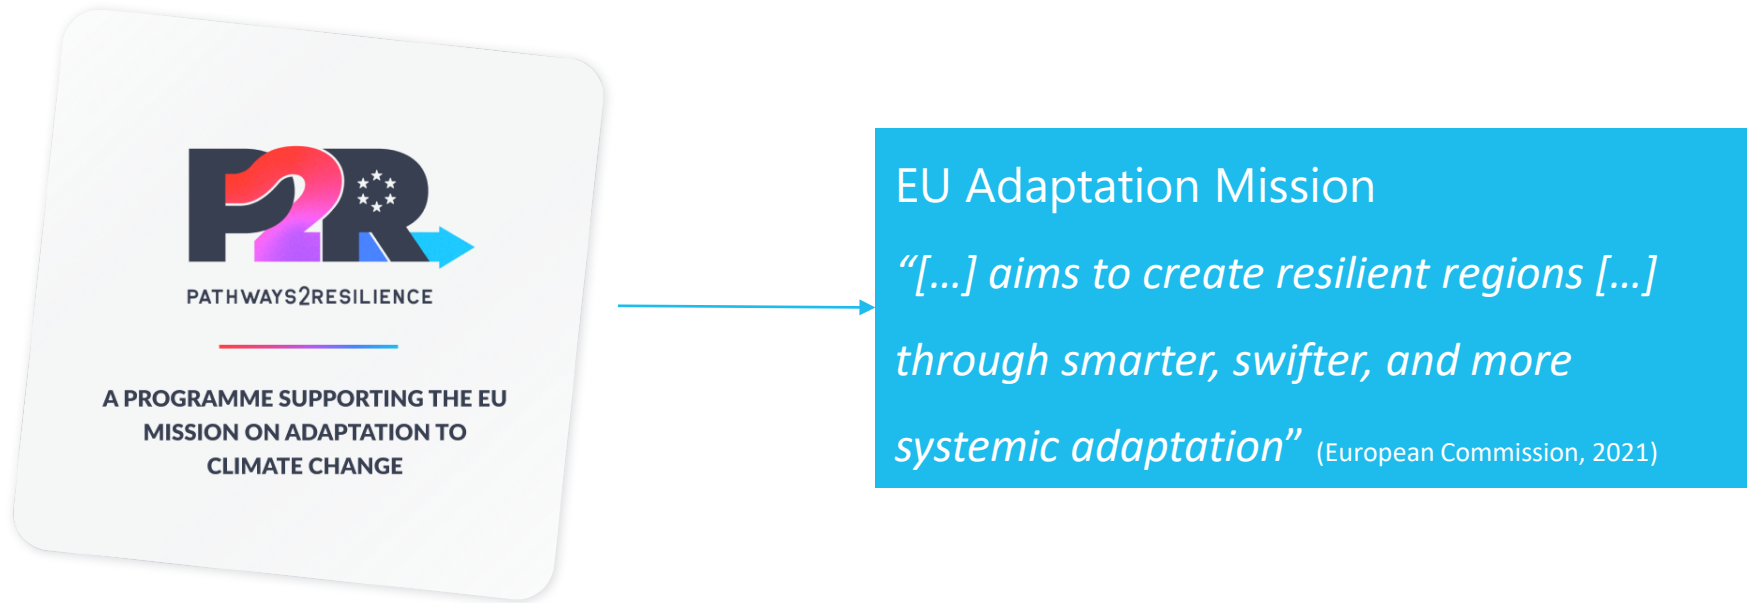 P2R
PATHWAYS2RESILIENCE
A PROGRAMME SUPPORTING THE EU
MISSION ON ADAPTATION TO
CLIMATE CHANGE
EU Adaptation Mission
“[…] aims to create resilient regions […]
through smarter, swifter, and more
systemic adaptation” (European Commission, 2021)